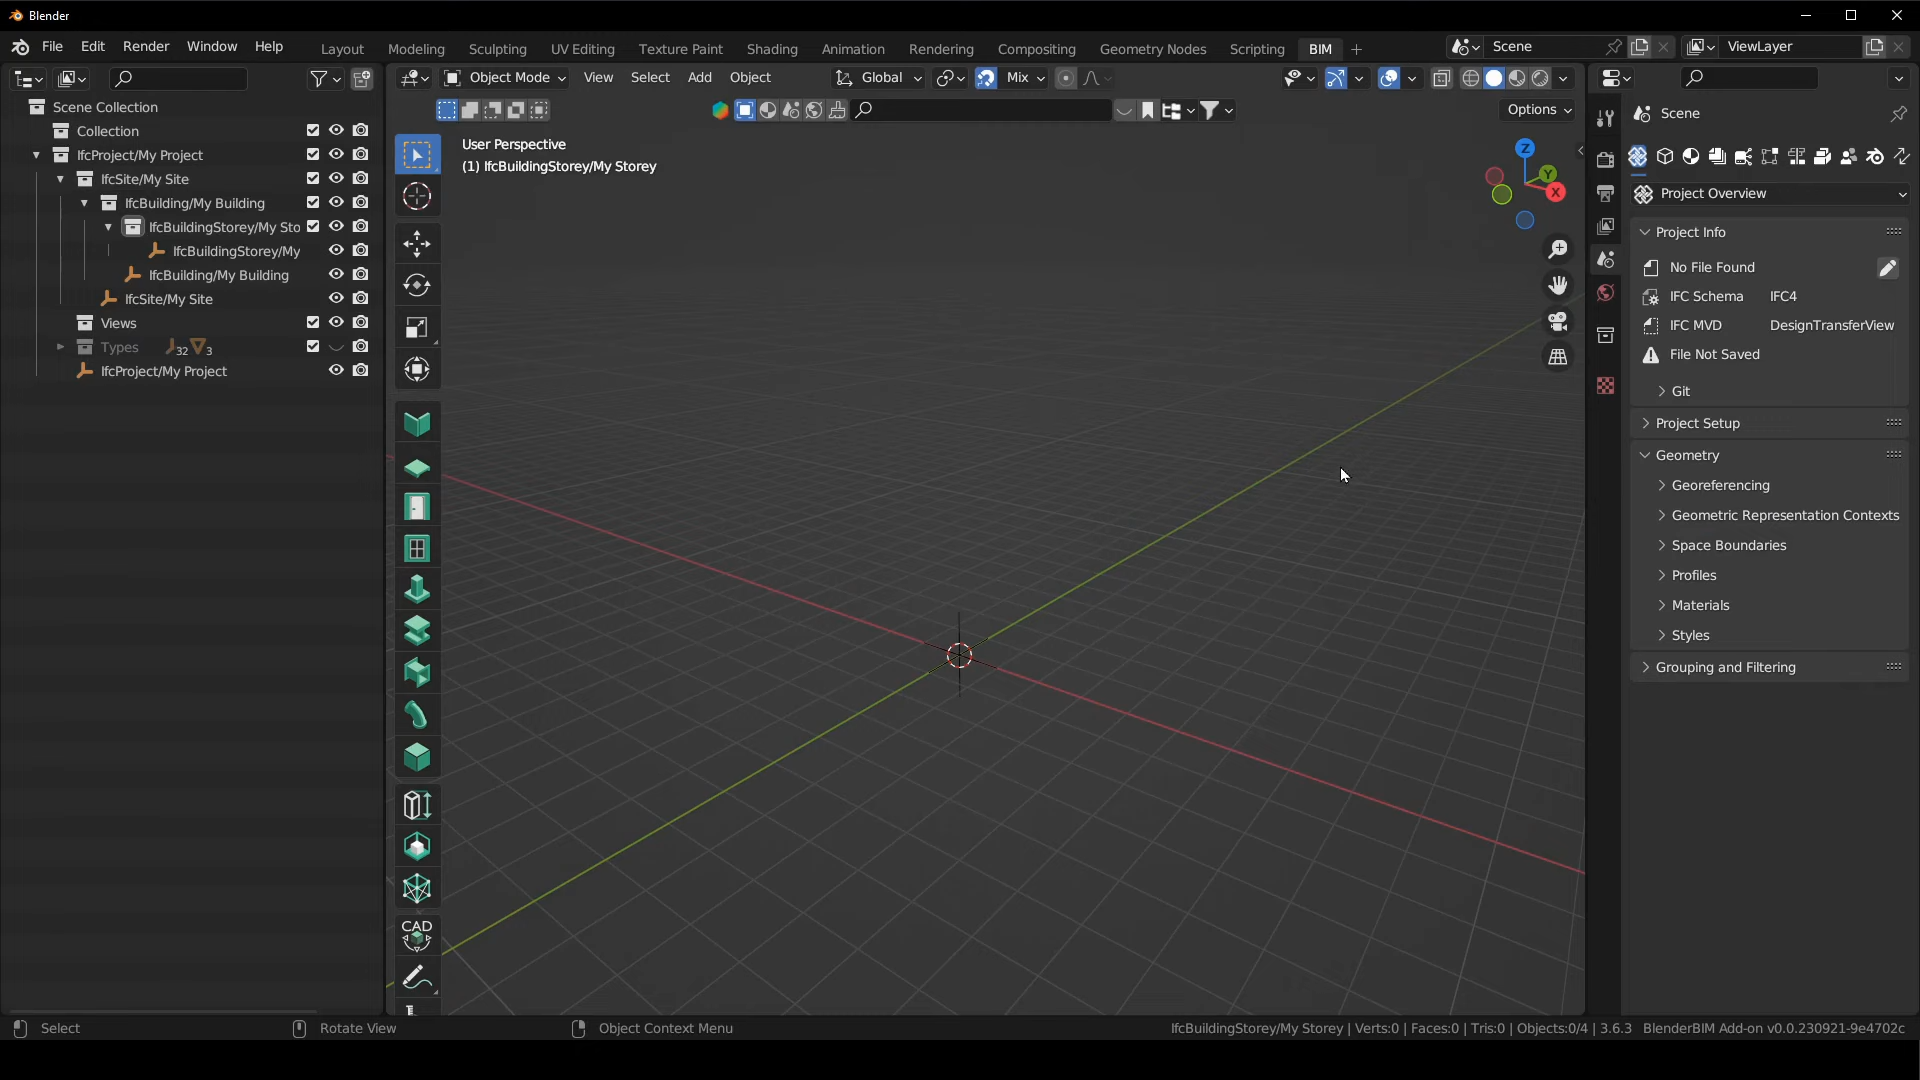 Blender
File Edit Render Window Help Layout Modeling Sculpting UV Editing Texture Paint Shading Animation Rendering Compositing Geometry Nodes Scripting BIM + Scene ViewLayer
Object Mode View Select Add Object Global Mix
Options
Scene Collection
Collection
IfcProject/My Project
IfcSite/My Site
IfcBuilding/My Building
IfcBuildingStorey/My Sto
IfcBuildingStorey/My
IfcBuilding/My Building
IfcSite/My Site
Views
Types 32 3
IfcProject/My Project
User Perspective
(1) IfcBuildingStorey/My Storey
Z
Y
X
CAD
Scene
Project Overview
Project Info
No File Found
IFC Schema IFC4
IFC MVD DesignTransferView
File Not Saved
Git
Project Setup
Geometry
Georeferencing
Geometric Representation Contexts
Space Boundaries
Profiles
Materials
Styles
Grouping and Filtering
Select Rotate View Object Context Menu IfcBuildingStorey/My Storey | Verts:0 | Faces:0 | Tris:0 | Objects:0/4 | 3.6.3 BlenderBIM Add-on v0.0.230921-9e4702c